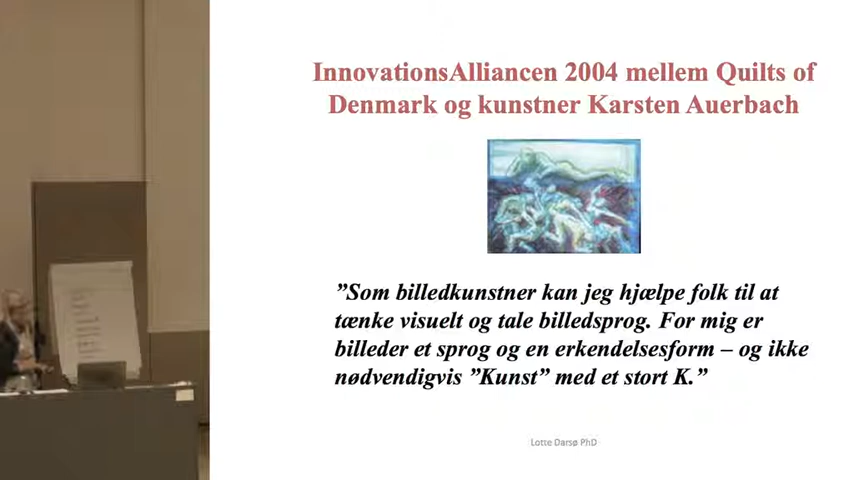 InnovationsAlliancen 2004 mellem Quilts of
Denmark og kunstner Karsten Auerbach
”Som billedkunstner kan jeg hjælpe folk til at
tænke visuelt og tale billedsprog. For mig er
billeder et sprog og en erkendelsesform – og ikke
nødvendigvis ”Kunst” med et stort K.”
Lotte Darsø PhD